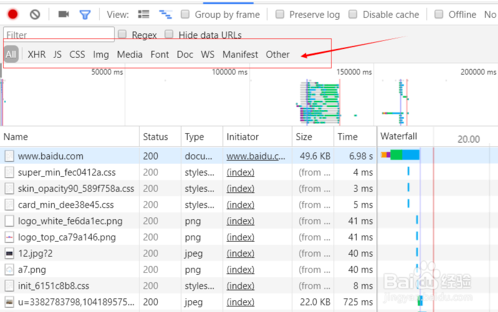 View: Group by frame Preserve log Disable cache Offline No
Filter Regex Hide data URLs
All XHR JS CSS Img Media Font Doc WS Manifest Other
50000 ms 100000 ms 150000 ms 200000 ms
Name Status Type Initiator Size Time Waterfall 20.00
www.baidu.com 200 docu... www.baidu.c... 49.6 KB 6.98 s
super_min_fec0412a.css 200 styles... (index) (from ... 4 ms
skin_opacity90_589f758a.css 200 styles... (index) (from ... 3 ms
card_min_dee38e45.css 200 styles... (index) (from ... 5 ms
logo_white_fe6da1ec.png 200 png (index) (from ... 41 ms
logo_top_ca79a146.png 200 png (index) (from ... 41 ms
12.jpg?2 200 jpeg (index) (from ... 40 ms
a7.png 200 png (index) (from ... 40 ms
init_6151c8b8.css 200 styles... (index) (from ... 8 ms
u=3382783798,104189575... 200 jpeg (index) 22.0 KB 725 ms
Baidu 经验
jingyan.baidu.com